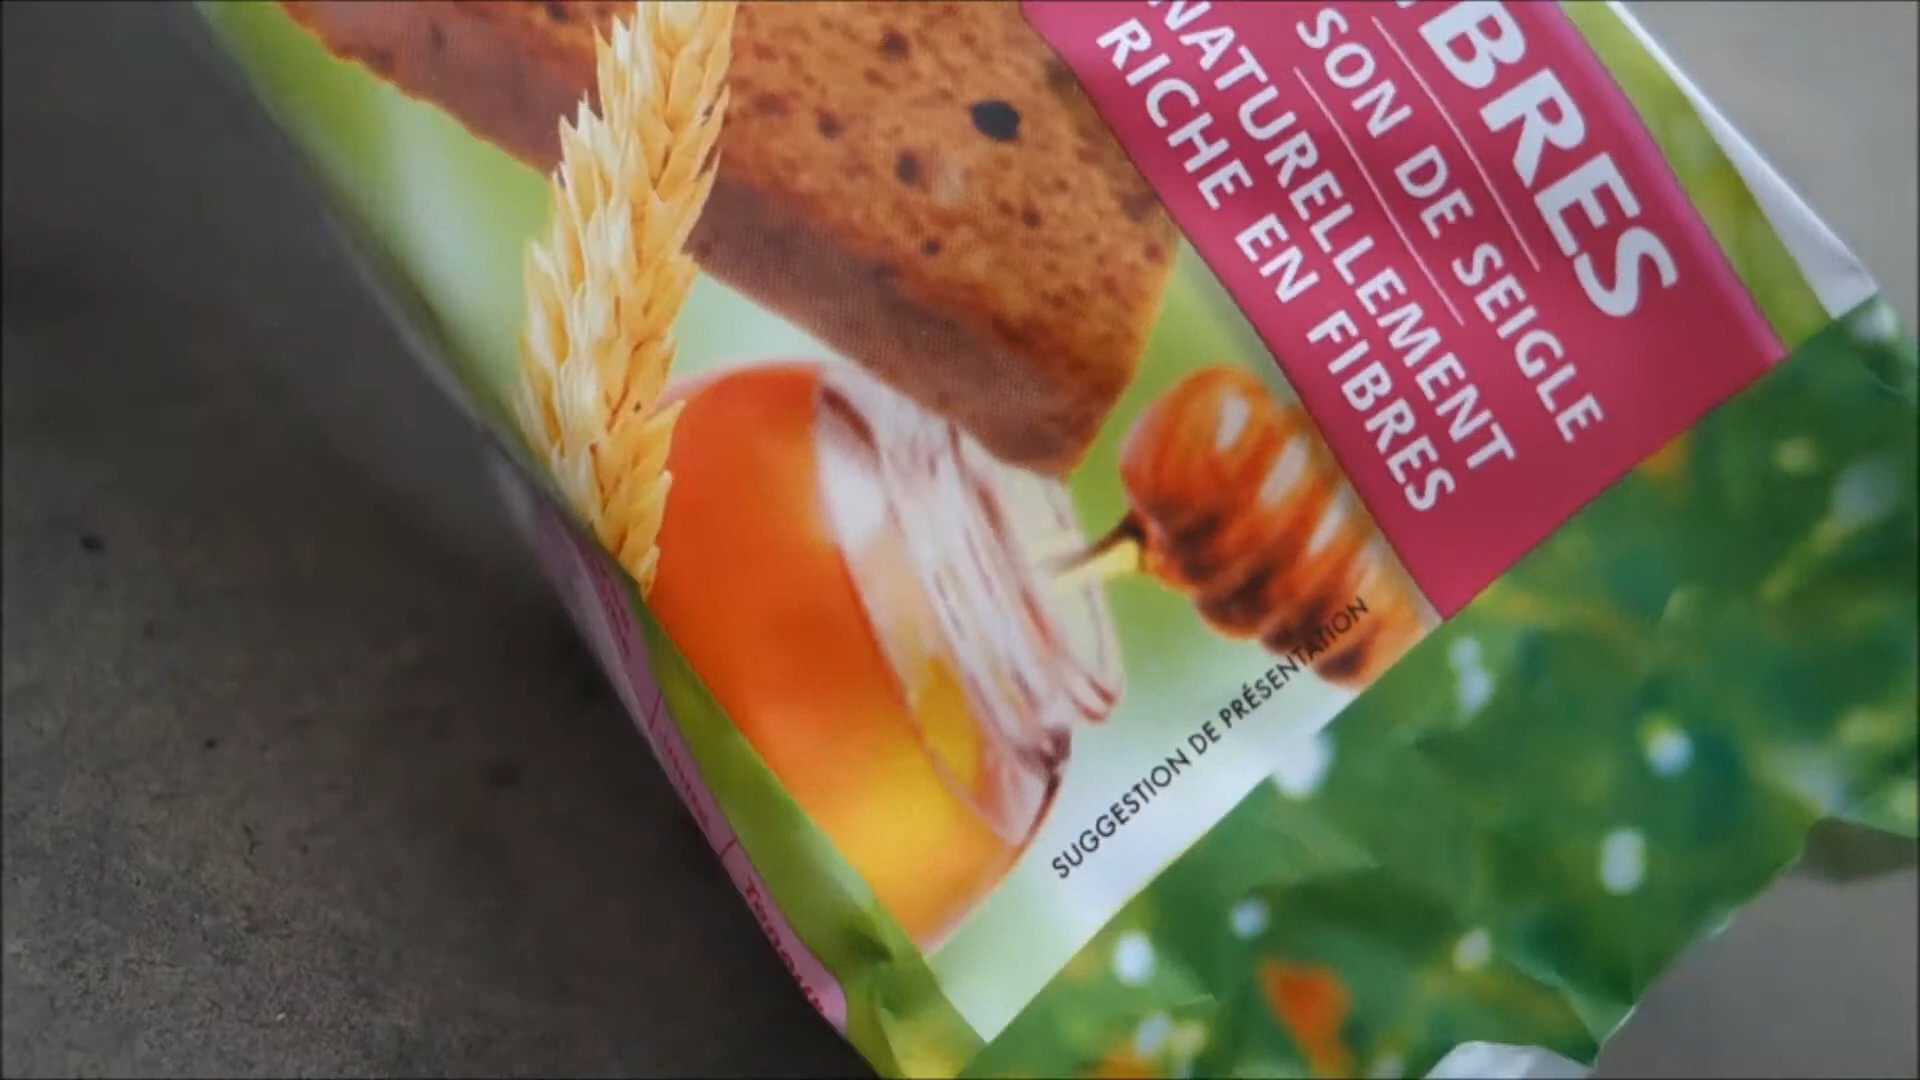 BRES
SON DE SEIGLE
NATURELLEMENT
RICHE EN FIBRES
SUGGESTION DE PRÉSENTATION